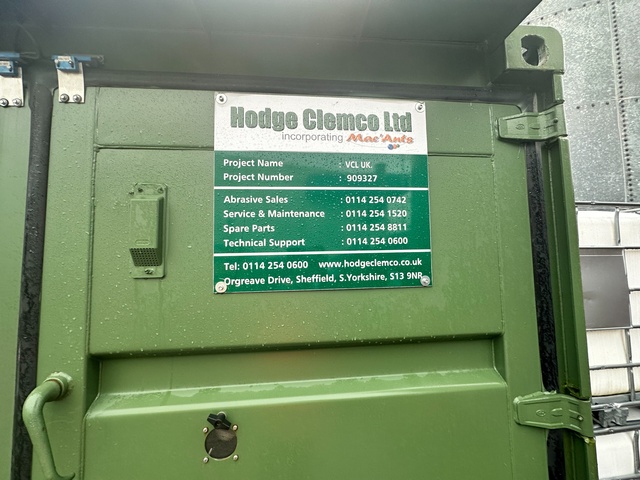 Hodge Clemco Ltd
incorporating Mac'Ants
Project Name : VCL UK.
Project Number : 909327
Abrasive Sales : 0114 254 0742
Service & Maintenance : 0114 254 1520
Spare Parts : 0114 254 8811
Technical Support : 0114 254 0600
Tel: 0114 254 0600 www.hodgeclemco.co.uk
Orgreave Drive, Sheffield, S.Yorkshire, S13 9NR